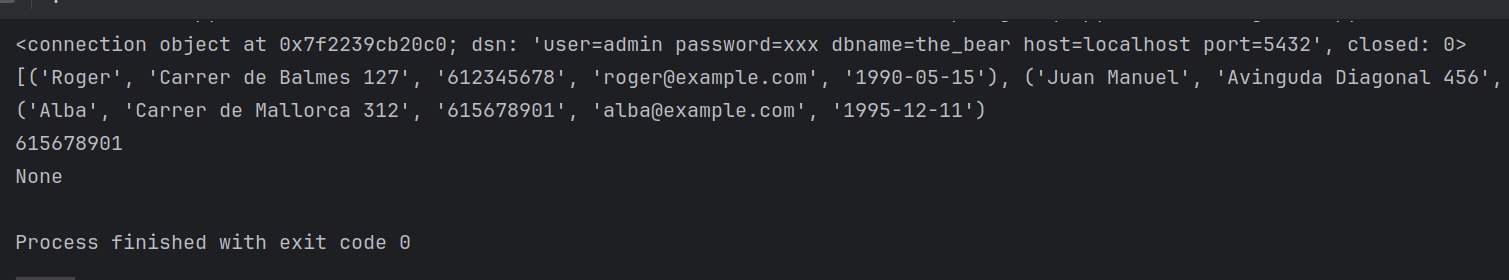 <connection object at 0x7f2239cb20c0; dsn: 'user=admin password=xxx dbname=the_bear host=localhost port=5432', closed: 0>
[('Roger', 'Carrer de Balmes 127', '612345678', 'roger@example.com', '1990-05-15'), ('Juan Manuel', 'Avinguda Diagonal 456',
('Alba', 'Carrer de Mallorca 312', '615678901', 'alba@example.com', '1995-12-11')
615678901
None
Process finished with exit code 0